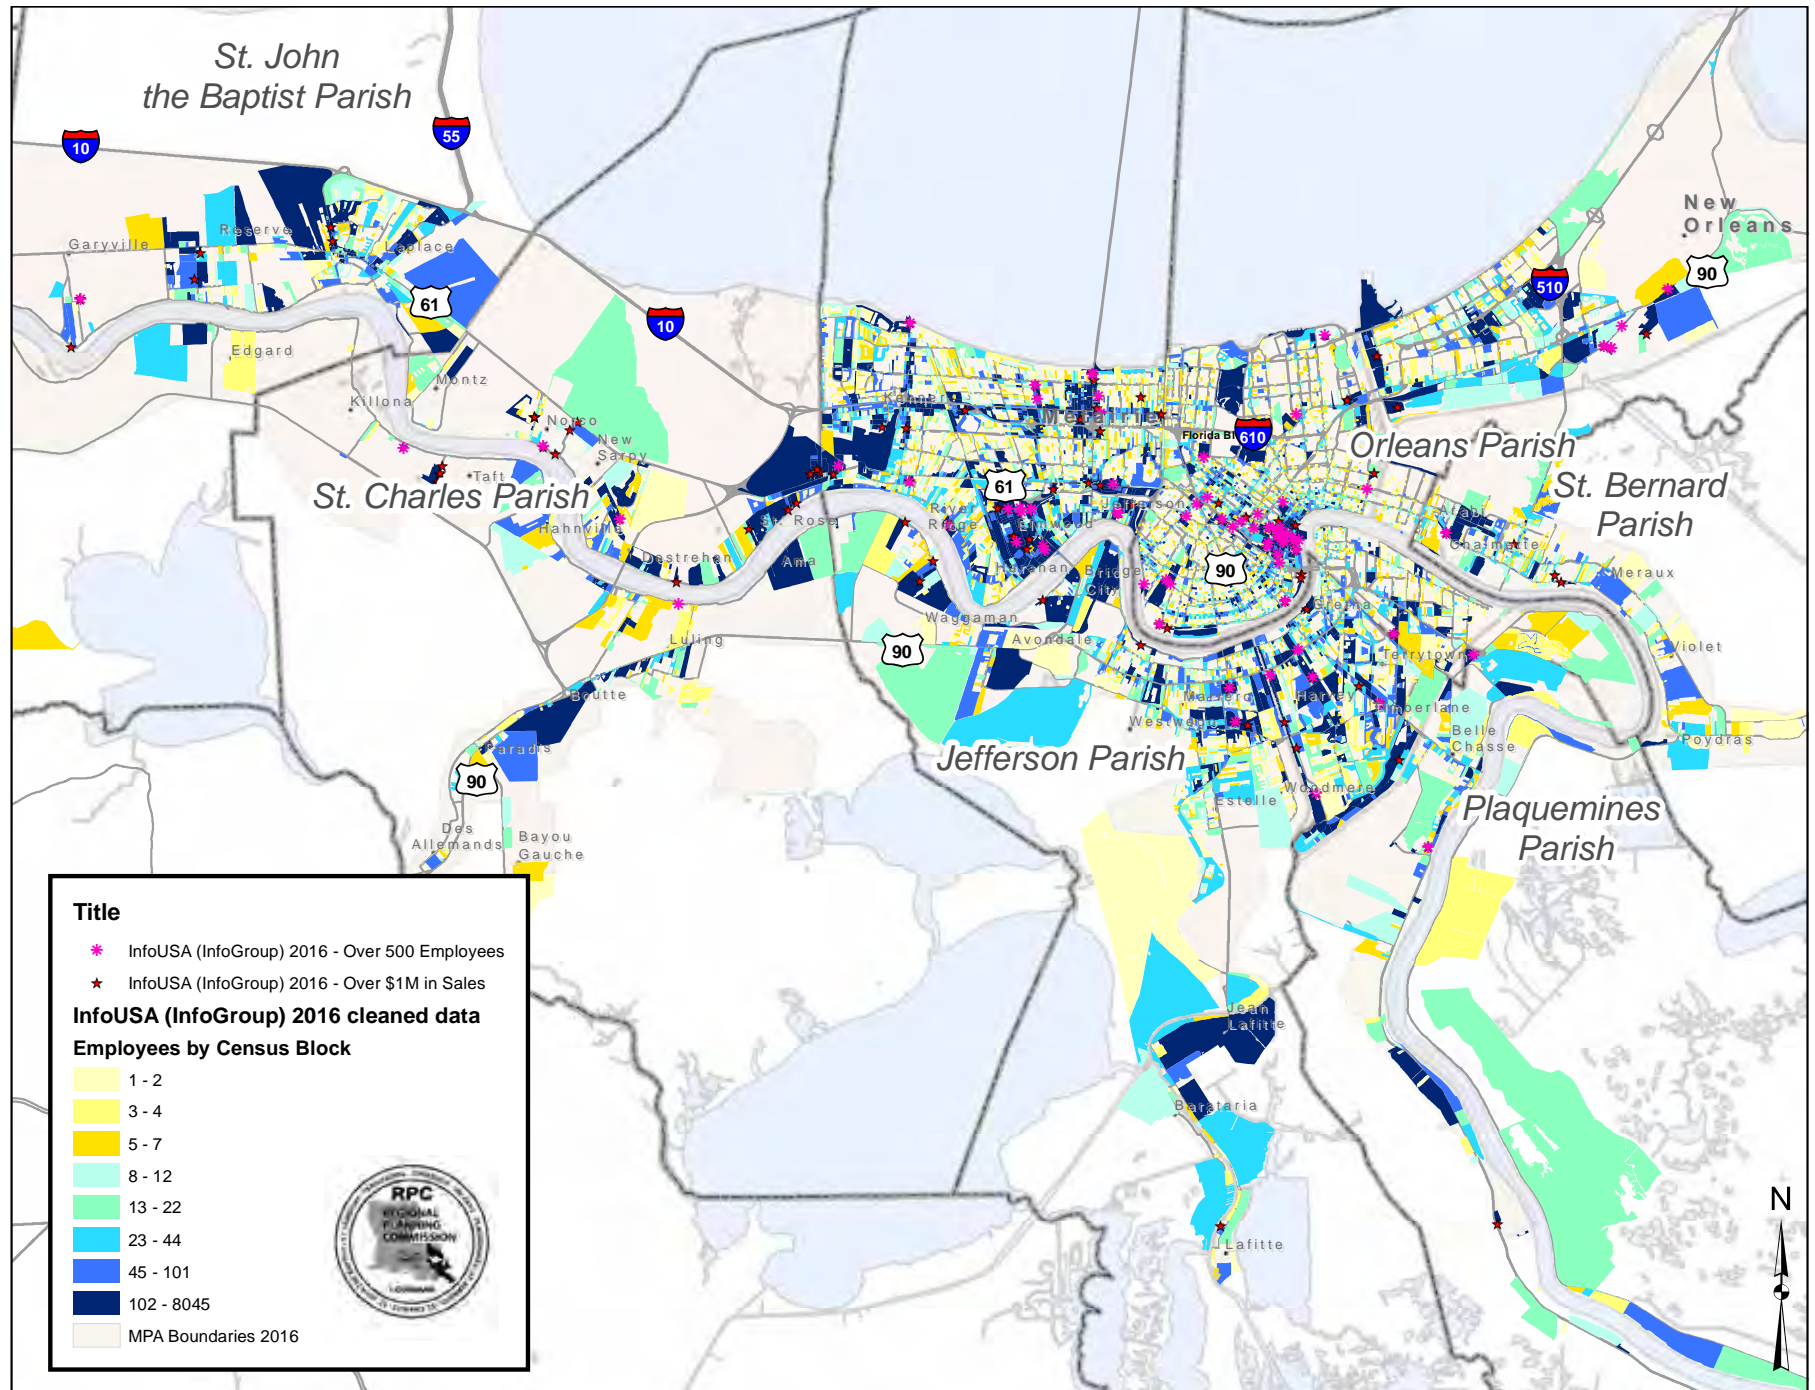 St. John
the Baptist Parish
10
55
New
Orleans
Garyville
Reserve
Laplace
90
510
61
10
Edgard
Montz
Killona
Kenner
Metairie
Norco
New
Sarpy
Florida Bl
610
Orleans Parish
Taft
St. Charles Parish
61
St. Bernard
Parish
Hahnville
St. Rose
River
Ridge
Elmwood
Jefferson
Arabi
Chalmette
Destrehan
Ama
Harahan
Bridge
City
90
Meraux
Gretna
Waggaman
Avondale
Luling
90
Terrytown
Violet
Boutte
Marrero
Harvey
Timberlane
Westwego
Belle
Chasse
Poydras
Paradis
90
Jefferson Parish
Estelle
Woodmere
Plaquemines
Parish
Des
Allemands
Bayou
Gauche
Title
InfoUSA (InfoGroup) 2016 - Over 500 Employees
InfoUSA (InfoGroup) 2016 - Over $1M in Sales
InfoUSA (InfoGroup) 2016 cleaned data
Employees by Census Block
1 - 2
3 - 4
5 - 7
8 - 12
13 - 22
23 - 44
45 - 101
102 - 8045
MPA Boundaries 2016
RPC
REGIONAL
PLANNING
COMMISSION
Jean
Lafitte
Barataria
Lafitte
N